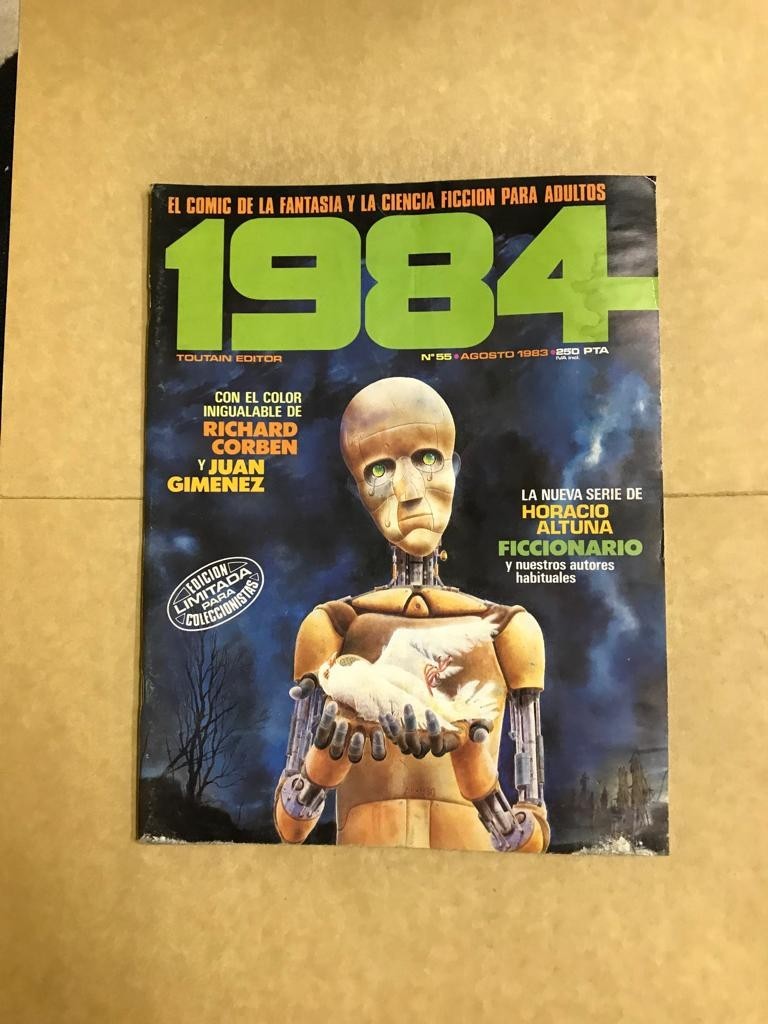 EL COMIC DE LA FANTASIA Y LA CIENCIA FICCION PARA ADULTOS
1984
TOUTAIN EDITOR
Nº 55 • AGOSTO 1983 • 250 PTA
IVA incl.
CON EL COLOR
INIGUALABLE DE
RICHARD
CORBEN
Y JUAN
GIMENEZ
LA NUEVA SERIE DE
HORACIO
ALTUNA
FICCIONARIO
y nuestros autores
habituales
EDICION
LIMITADA
PARA
COLECCIONISTAS